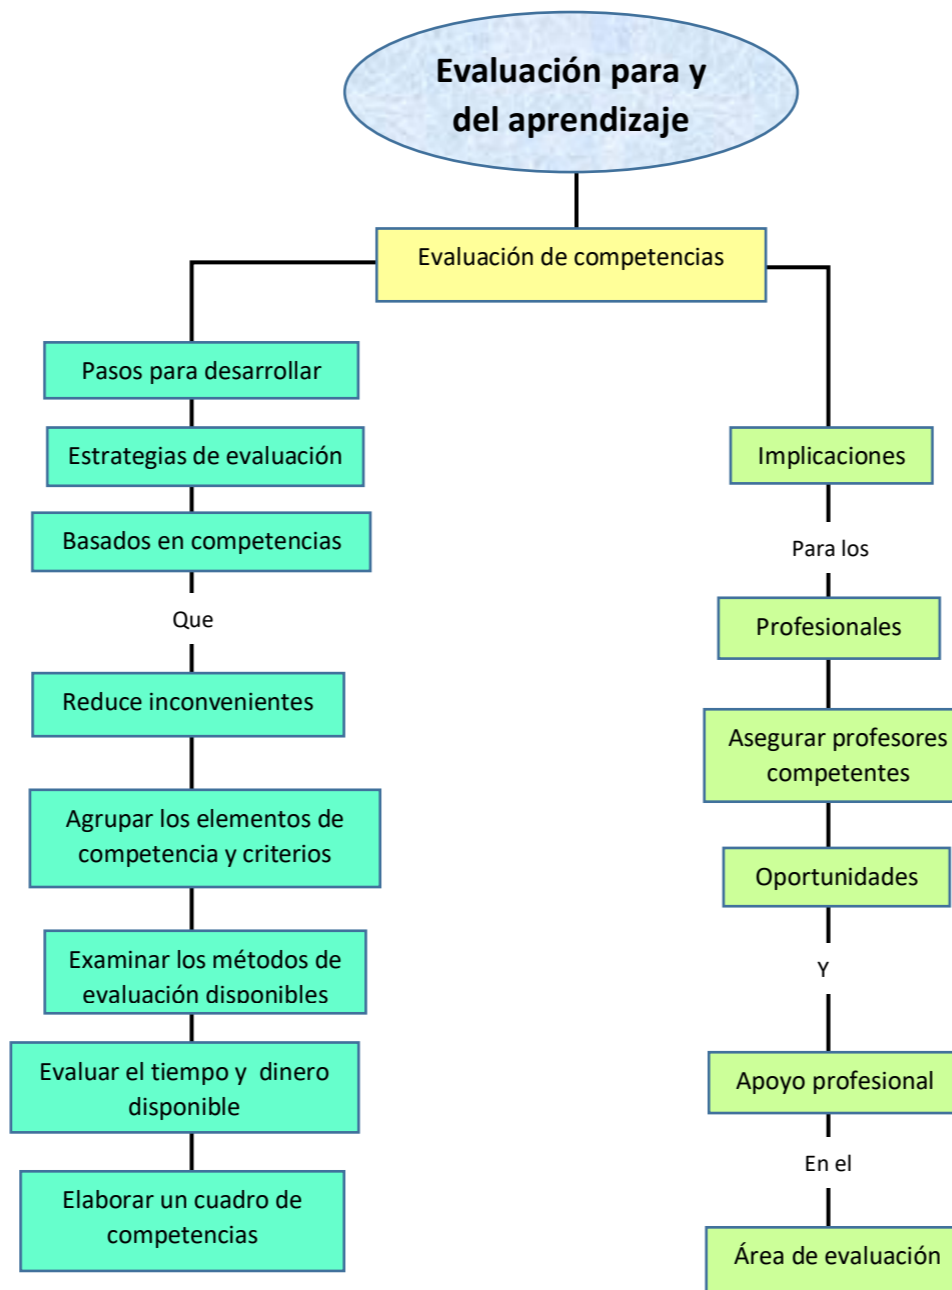 Evaluación para y
del aprendizaje
Evaluación de competencias
Pasos para desarrollar
Estrategias de evaluación
Basados en competencias
Que
Reduce inconvenientes
Agrupar los elementos de
competencia y criterios
Examinar los métodos de
evaluación disponibles
Evaluar el tiempo y dinero
disponible
Elaborar un cuadro de
competencias
Implicaciones
Para los
Profesionales
Asegurar profesores
competentes
Oportunidades
Y
Apoyo profesional
En el
Área de evaluación